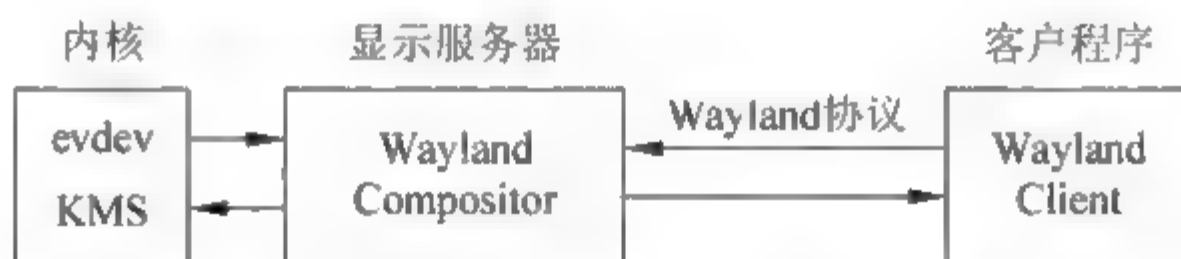 内核
显示服务器
客户程序
evdev
KMS
Wayland
Compositor
Wayland协议
Wayland
Client